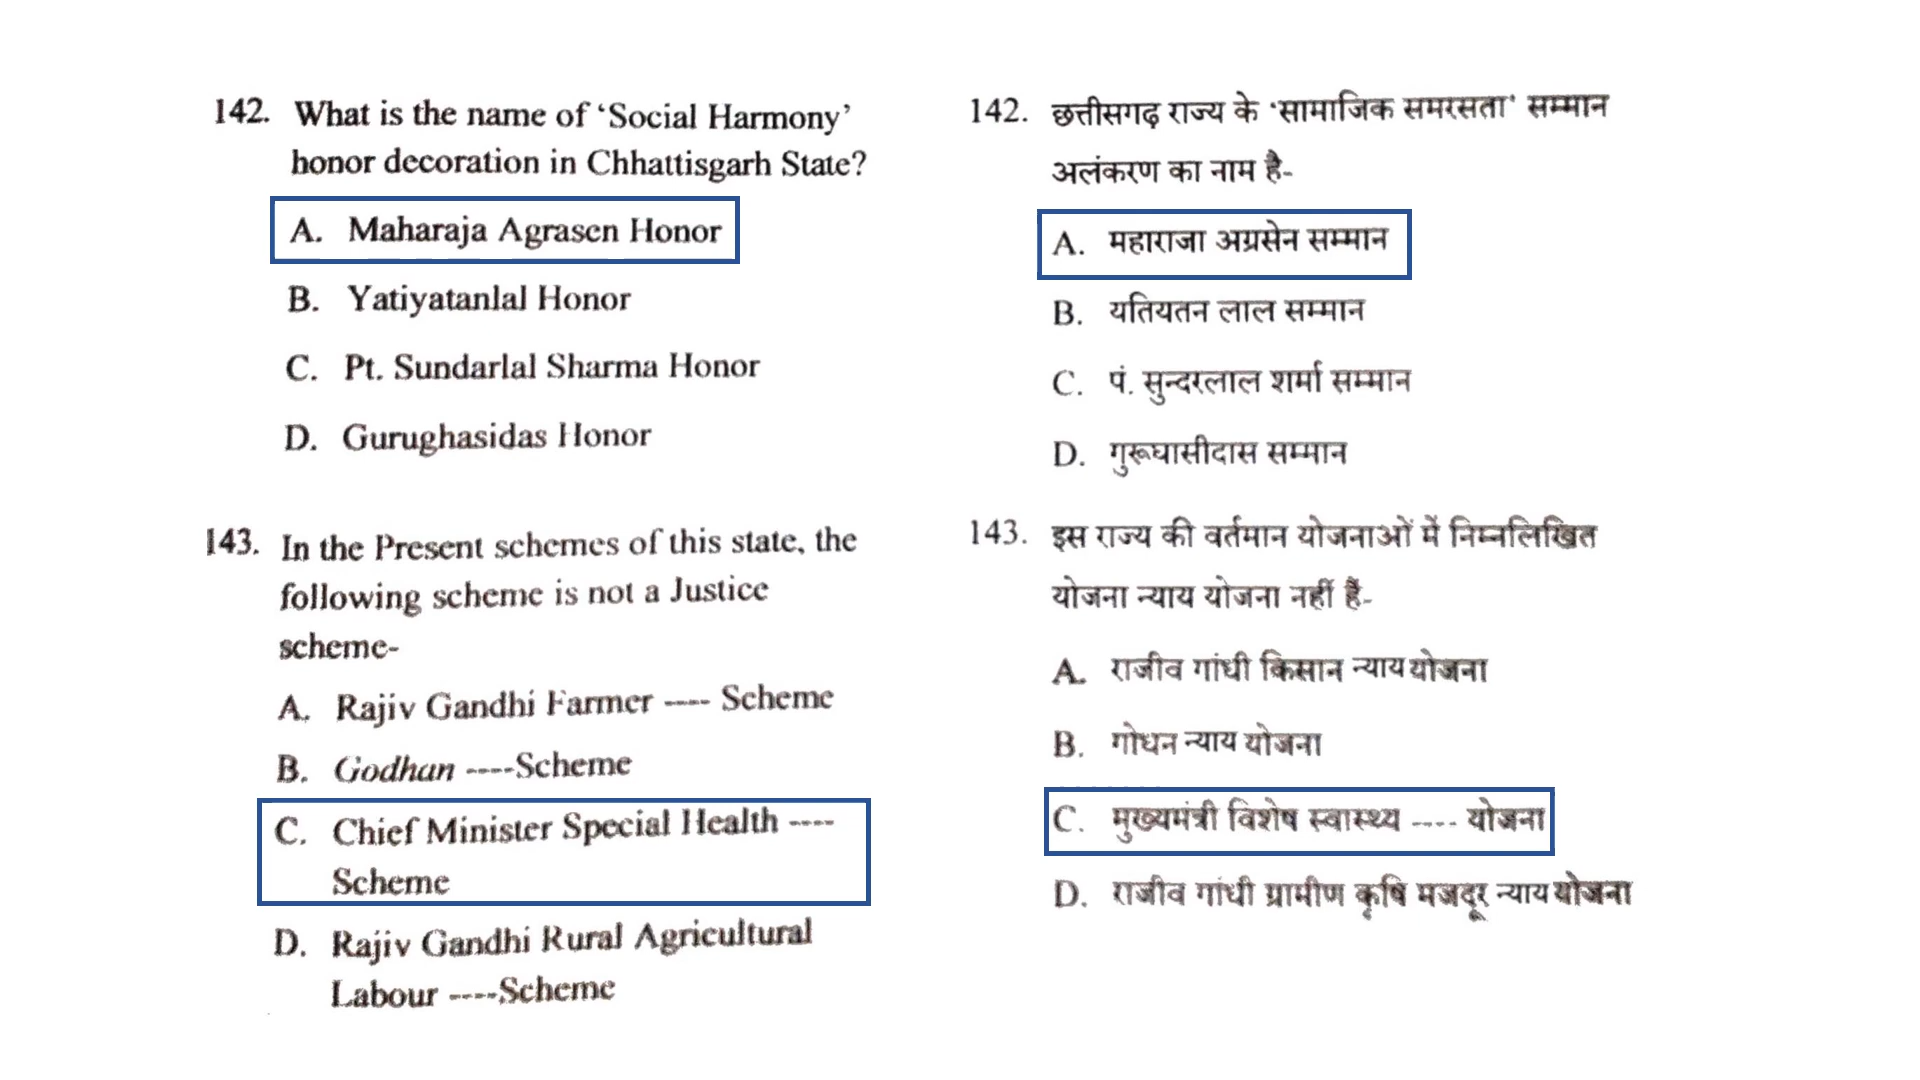 142. What is the name of ‘Social Harmony’
honor decoration in Chhattisgarh State?
A. Maharaja Agrasen Honor
B. Yatiyatanlal Honor
C. Pt. Sundarlal Sharma Honor
D. Gurughasidas Honor
143. In the Present schemes of this state, the
following scheme is not a Justice
scheme-
A. Rajiv Gandhi Farmer ---- Scheme
B. Godhan ----Scheme
C. Chief Minister Special Health ----
Scheme
D. Rajiv Gandhi Rural Agricultural
Labour ----Scheme
142. छत्तीसगढ़ राज्य के ‘सामाजिक समरसता’ सम्मान
अलंकरण का नाम है-
A. महाराजा अग्रसेन सम्मान
B. यतियतन लाल सम्मान
C. पं. सुन्दरलाल शर्मा सम्मान
D. गुरूघासीदास सम्मान
143. इस राज्य की वर्तमान योजनाओं में निम्नलिखित
योजना न्याय योजना नहीं हैं-
A. राजीव गांधी किसान न्याय योजना
B. गोधन न्याय योजना
C. मुख्यमंत्री विशेष स्वास्थ्य ---- योजना
D. राजीव गांधी ग्रामीण कृषि मजदूर न्याय योजना